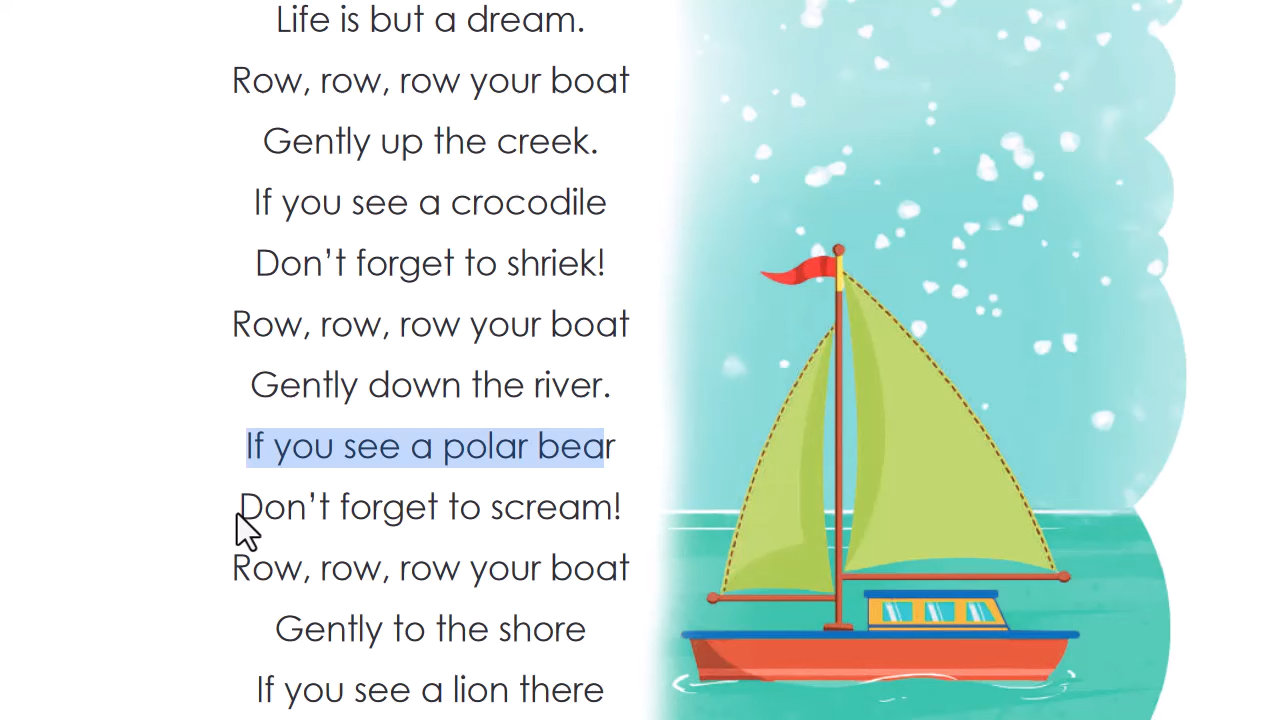 Life is but a dream.
Row, row, row your boat
Gently up the creek.
If you see a crocodile
Don’t forget to shriek!
Row, row, row your boat
Gently down the river.
If you see a polar bear
Don’t forget to scream!
Row, row, row your boat
Gently to the shore
If you see a lion there